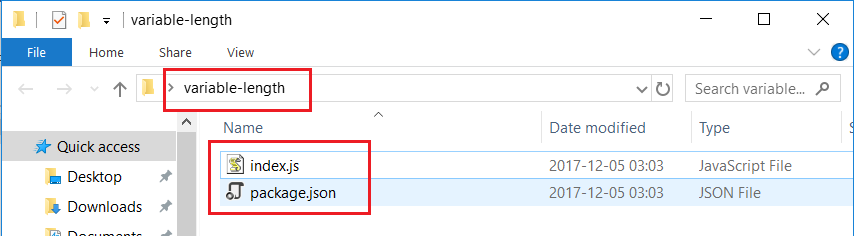 variable-length
File Home Share View
variable-length Search variable...
Name Date modified Type
Quick access
index.js 2017-12-05 03:03 JavaScript File
Desktop
package.json 2017-12-05 03:03 JSON File
Downloads